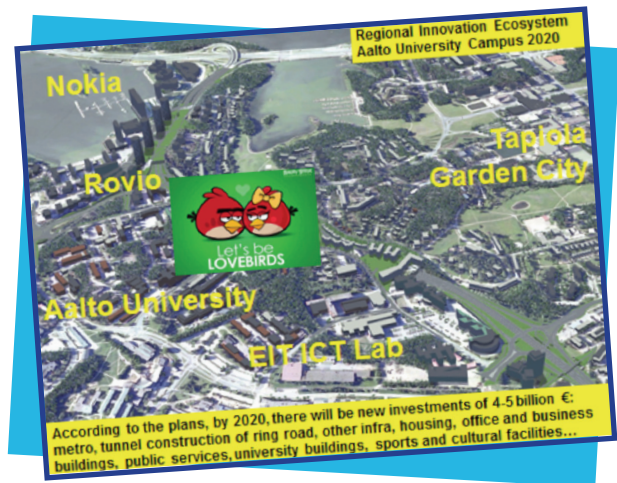 Regional Innovation Ecosystem
Aalto University Campus 2020
Nokia
Tapiola
Garden City
Rovio
Let's be
LOVEBIRDS
Aalto University
EIT ICT Lab
According to the plans, by 2020, there will be new investments of 4-5 billion €:
metro, tunnel construction of ring road, other infra, housing, office and business
buildings, public services, university buildings, sports and cultural facilities...